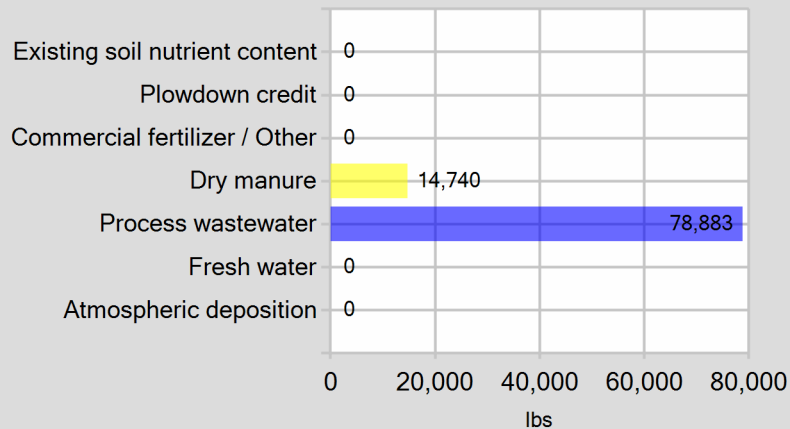 Existing soil nutrient content 0
Plowdown credit 0
Commercial fertilizer / Other 0
Dry manure 14,740
Process wastewater 78,883
Fresh water 0
Atmospheric deposition 0
0 20,000 40,000 60,000 80,000
lbs